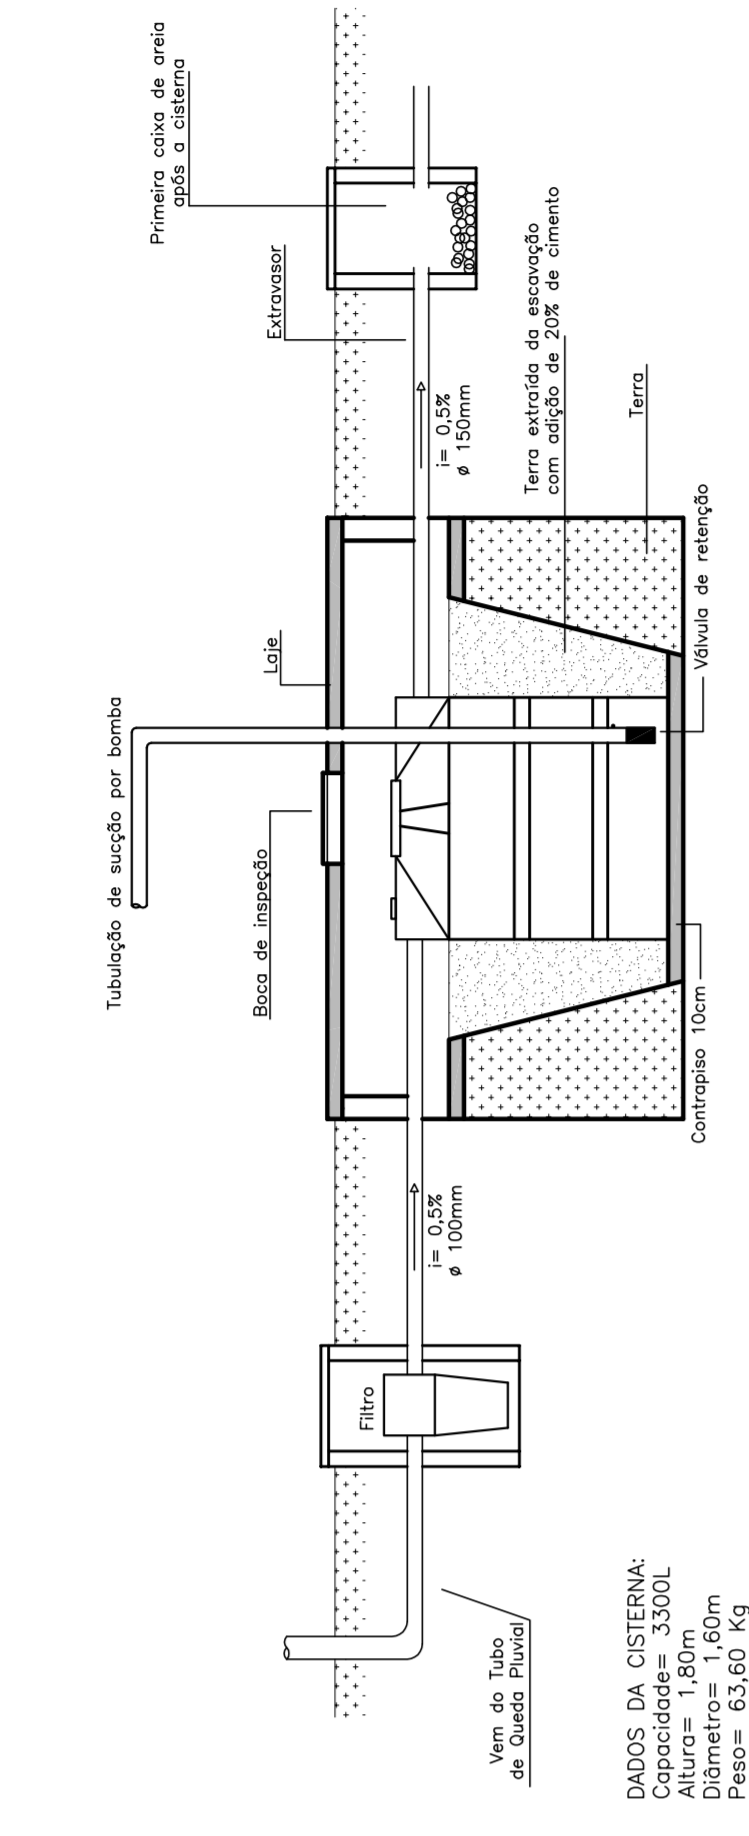 Primeira caixa de areia
após a cisterna
Extravasor
i= 0,5%
ø 150mm
Terra extraída da escavação
com adição de 20% de cimento
Terra
Válvula de retenção
Laje
Tubulação de sucção por bomba
Boca de inspeção
Contrapiso 10cm
i= 0,5%
ø 100mm
Filtro
Vem do Tubo
de Queda Pluvial
DADOS DA CISTERNA:
Capacidade= 3300L
Altura= 1,80m
Diâmetro= 1,60m
Peso= 63,60 Kg